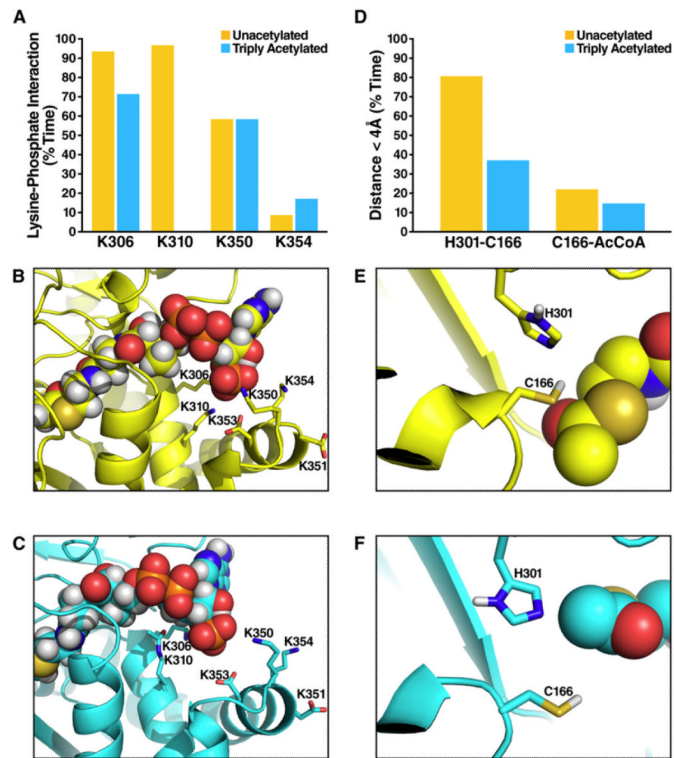 A
Unacetylated
Triply Acetylated
Lysine-Phosphate Interaction
(% Time)
100
90
80
70
60
50
40
30
20
10
0
K306 K310 K350 K354
D
Unacetylated
Triply Acetylated
Distance < 4Å (% Time)
100
90
80
70
60
50
40
30
20
10
0
H301-C166 C166-AcCoA
B
K306
K310
K353
K350
K354
K351
E
H301
C166
C
K306
K310
K350
K354
K353
K351
F
H301
C166